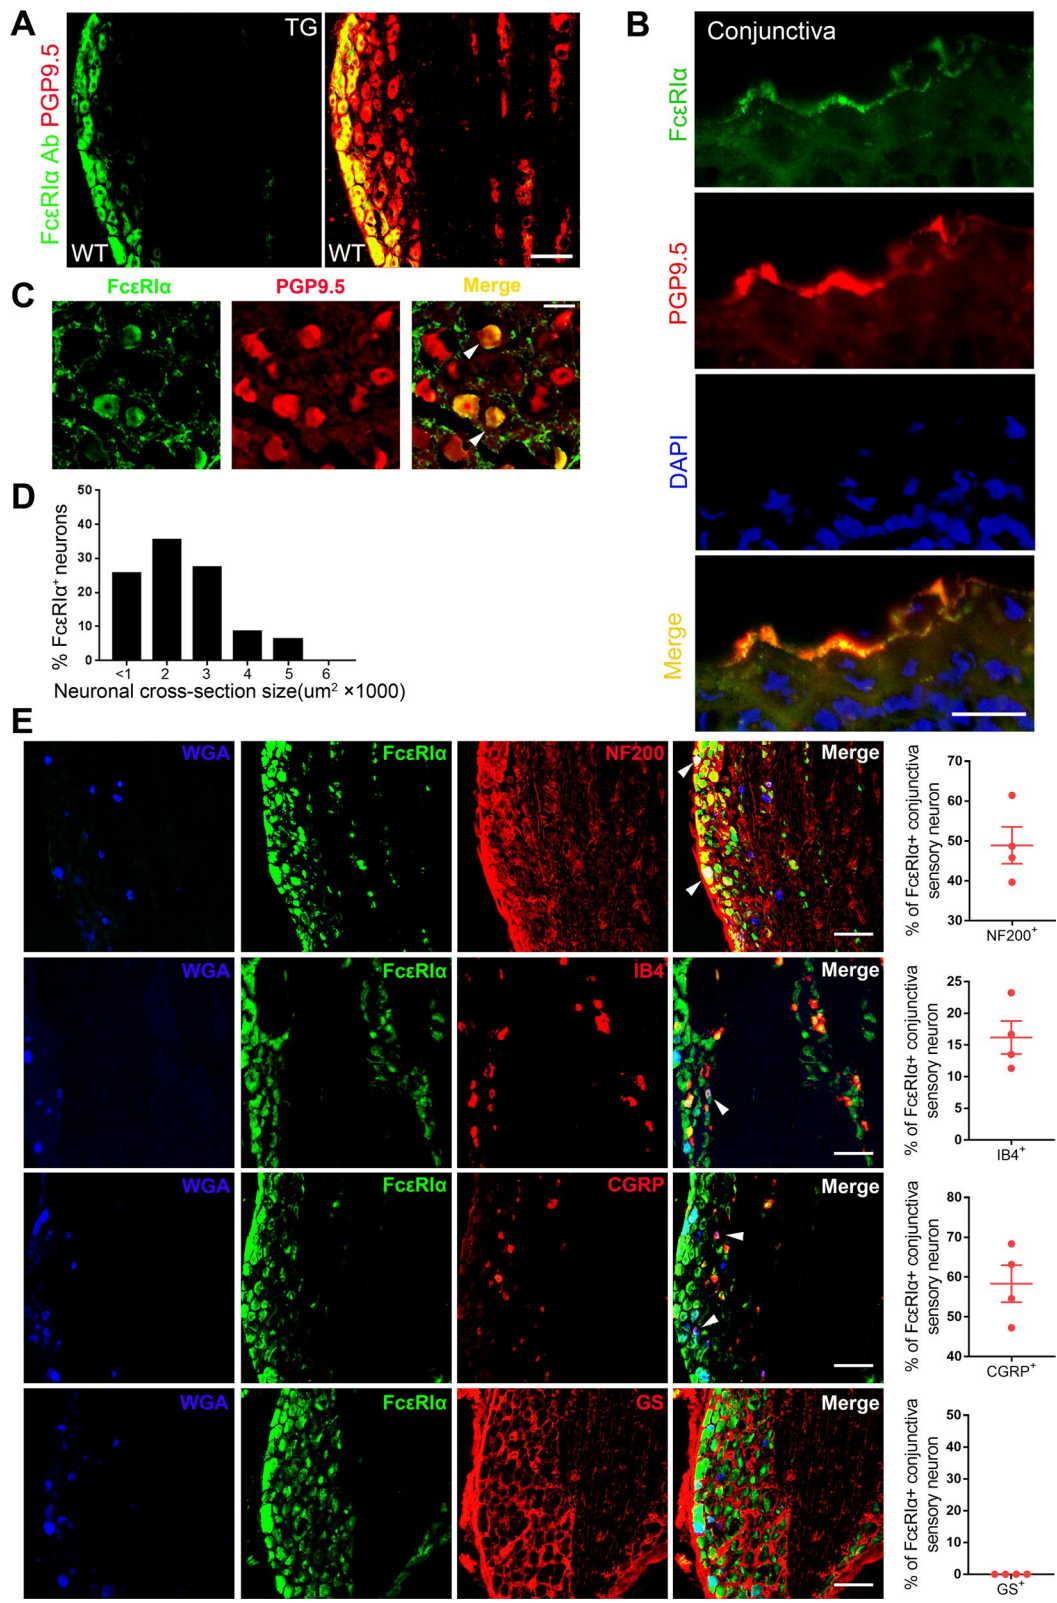 A
FcεRIα Ab PGP9.5
TG
WT
WT
B
Conjunctiva
FcεRIα
PGP9.5
DAPI
Merge
C
FcεRIα
PGP9.5
Merge
D
% FcεRIα⁺ neurons
50
40
30
20
10
0
<1 2 3 4 5 6
Neuronal cross-section size(um² ×1000)
E
WGA
FcεRIα
NF200
Merge
% of FcεRIα+ conjunctiva
sensory neuron
70
60
50
40
30
NF200⁺
WGA
FcεRIα
IB4
Merge
% of FcεRIα+ conjunctiva
sensory neuron
25
20
15
10
5
0
IB4⁺
WGA
FcεRIα
CGRP
Merge
% of FcεRIα+ conjunctiva
sensory neuron
80
70
60
50
40
CGRP⁺
WGA
FcεRIα
GS
Merge
% of FcεRIα+ conjunctiva
sensory neuron
50
40
30
20
10
0
GS⁺